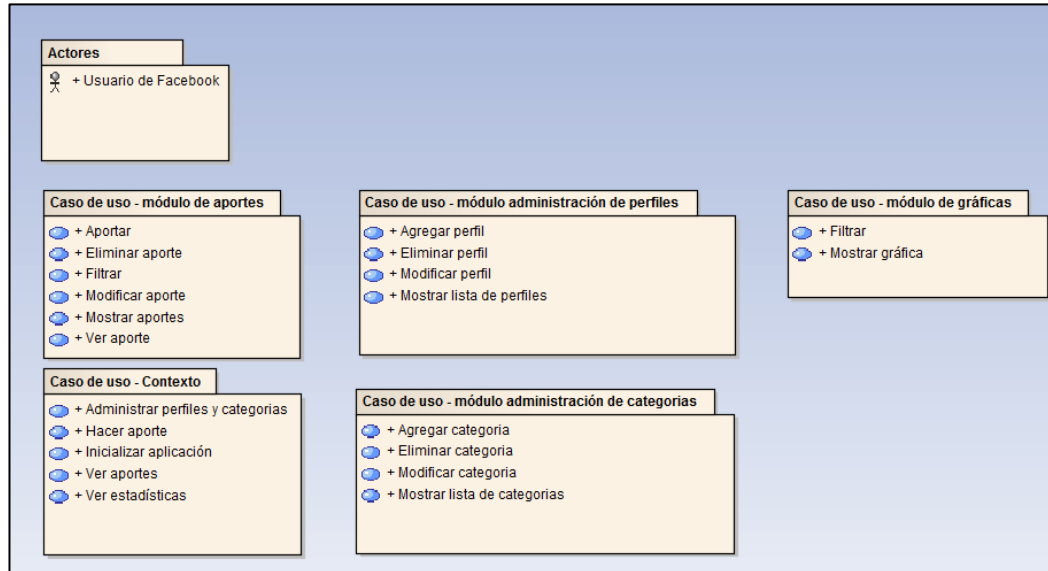 Actores
+ Usuario de Facebook
Caso de uso - módulo de aportes
+ Aportar
+ Eliminar aporte
+ Filtrar
+ Modificar aporte
+ Mostrar aportes
+ Ver aporte
Caso de uso - módulo administración de perfiles
+ Agregar perfil
+ Eliminar perfil
+ Modificar perfil
+ Mostrar lista de perfiles
Caso de uso - módulo de gráficas
+ Filtrar
+ Mostrar gráfica
Caso de uso - Contexto
+ Administrar perfiles y categorias
+ Hacer aporte
+ Inicializar aplicación
+ Ver aportes
+ Ver estadísticas
Caso de uso - módulo administración de categorias
+ Agregar categoria
+ Eliminar categoria
+ Modificar categoria
+ Mostrar lista de categorias